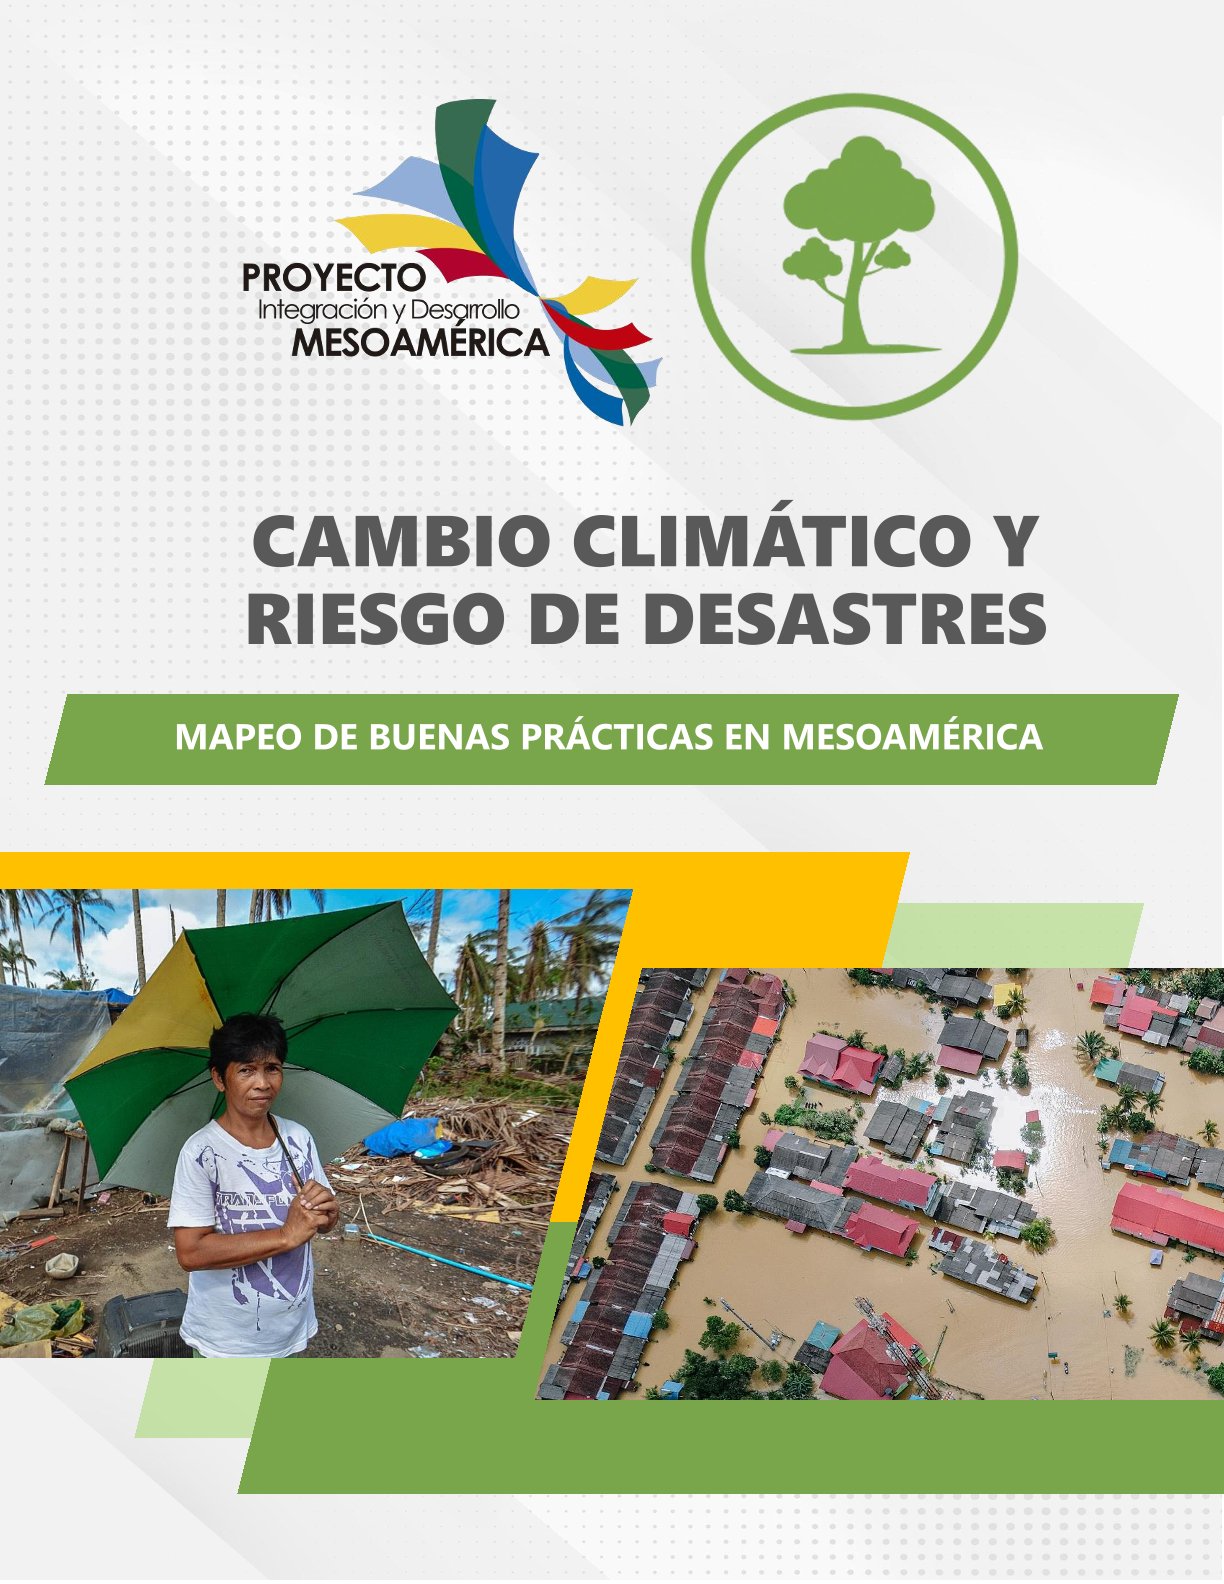 PROYECTO
Integración y Desarrollo
MESOAMÉRICA
CAMBIO CLIMÁTICO Y
RIESGO DE DESASTRES
MAPEO DE BUENAS PRÁCTICAS EN MESOAMÉRICA